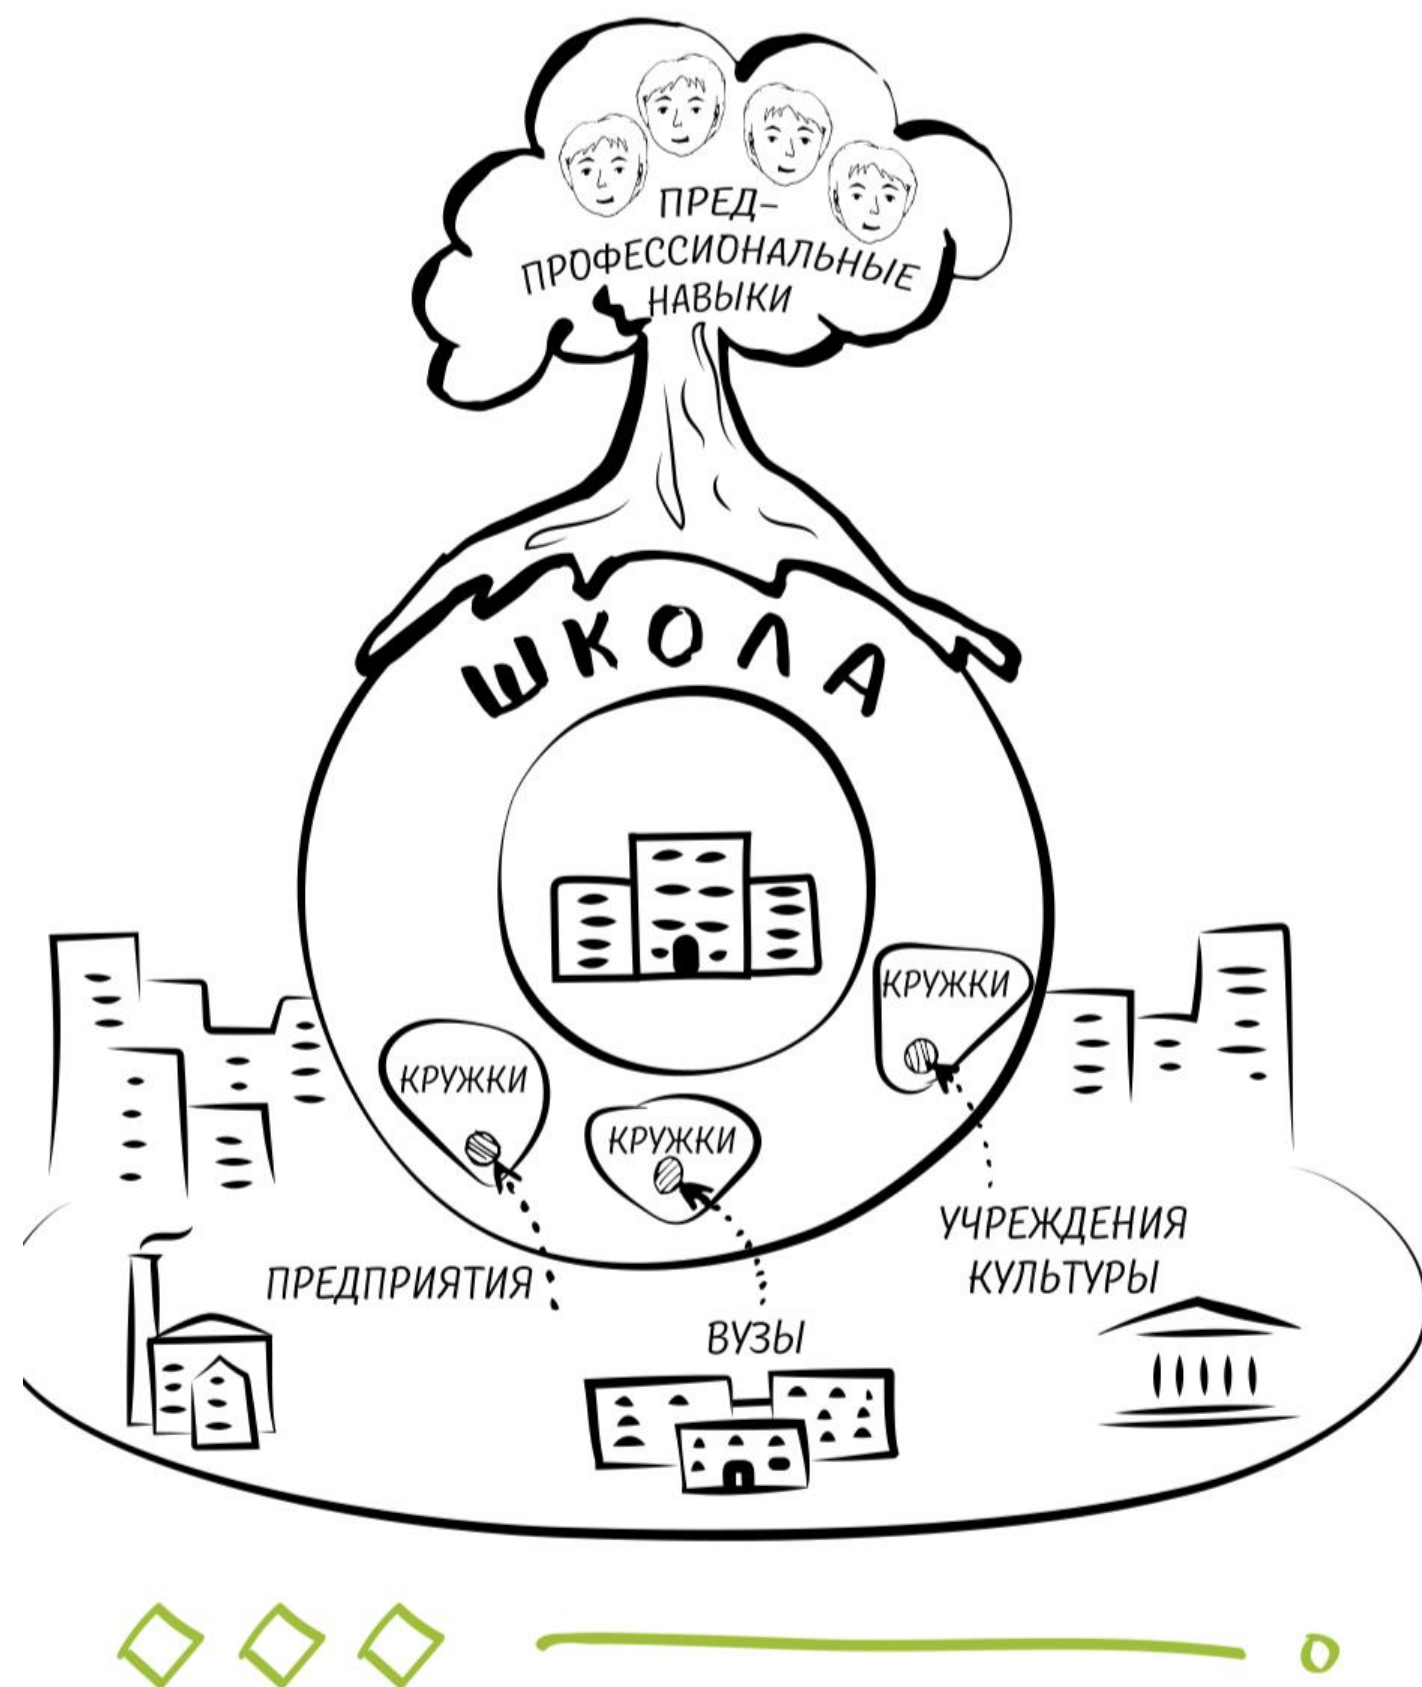 ПРЕД-
ПРОФЕССИОНАЛЬНЫЕ
НАВЫКИ
ШКОЛА
КРУЖКИ
КРУЖКИ
КРУЖКИ
УЧРЕЖДЕНИЯ
КУЛЬТУРЫ
ПРЕДПРИЯТИЯ
ВУЗЫ